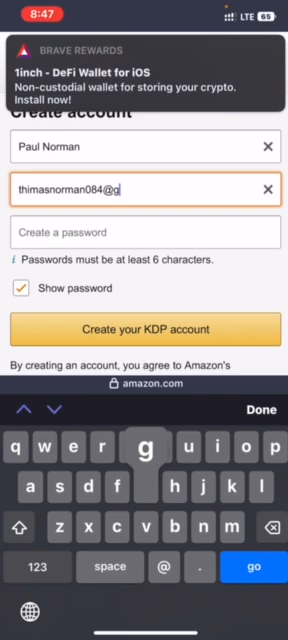 8:47
LTE 65
BRAVE REWARDS
1inch - DeFi Wallet for iOS
Non-custodial wallet for storing your crypto.
Install now!
Create account
Paul Norman
thimasnorman084@g
Create a password
i Passwords must be at least 6 characters.
Show password
Create your KDP account
By creating an account, you agree to Amazon's
amazon.com
Done
q w e r g u i o p
a s d f h j k l
z x c v b n m
123 space @ . go